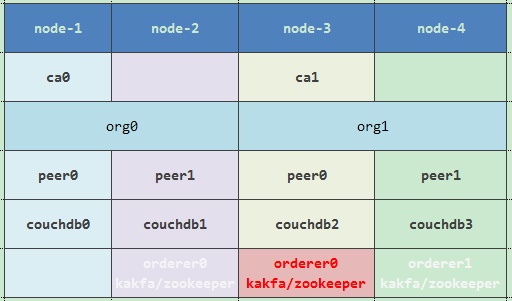 node-1 node-2 node-3 node-4
ca0 ca1
org0 org1
peer0 peer1 peer0 peer1
couchdb0 couchdb1 couchdb2 couchdb3
orderer0 orderer0 orderer1
kakfa/zookeeper kakfa/zookeeper kakfa/zookeeper